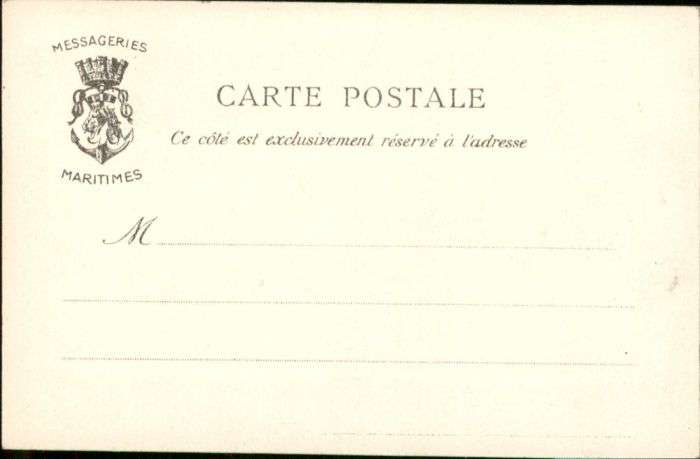 MESSAGERIES
MARITIMES
CARTE POSTALE
Ce côté est exclusivement réservé à l'adresse
M